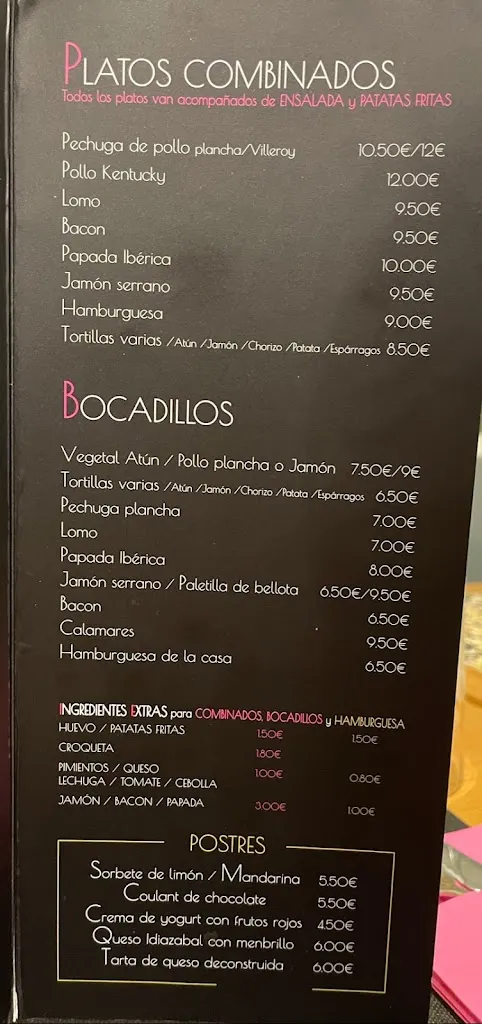 PLATOS COMBINADOS
Todos los platos van acompañados de ENSALADA y PATATAS FRITAS
Pechuga de pollo plancha/Villeroy 10.50€/12€
Pollo Kentucky 12.00€
Lomo 9.50€
Bacon 9.50€
Papada Ibérica 10.00€
Jamón serrano 9.50€
Hamburguesa 9.00€
Tortillas varias /Atún /Jamón /Chorizo /Patata /Espárragos 8.50€
BOCADILLOS
Vegetal Atún / Pollo plancha o Jamón 7.50€/9€
Tortillas varias /Atún /Jamón /Chorizo /Patata /Espárragos 6.50€
Pechuga plancha 7.00€
Lomo 7.00€
Papada Ibérica 8.00€
Jamón serrano / Paletilla de bellota 6.50€/9.50€
Bacon 6.50€
Calamares 9.50€
Hamburguesa de la casa 6.50€
INGREDIENTES EXTRAS para COMBINADOS, BOCADILLOS y HAMBURGUESA
HUEVO / PATATAS FRITAS 1.50€ 1.50€
CROQUETA 1.80€
PIMIENTOS / QUESO 1.00€ 0.80€
LECHUGA / TOMATE / CEBOLLA
JAMÓN / BACON / PAPADA 3.00€ 1.00€
POSTRES
Sorbete de limón / Mandarina 5.50€
Coulant de chocolate 5.50€
Crema de yogurt con frutos rojos 4.50€
Queso Idiazabal con menbrillo 6.00€
Tarta de queso deconstruida 6.00€